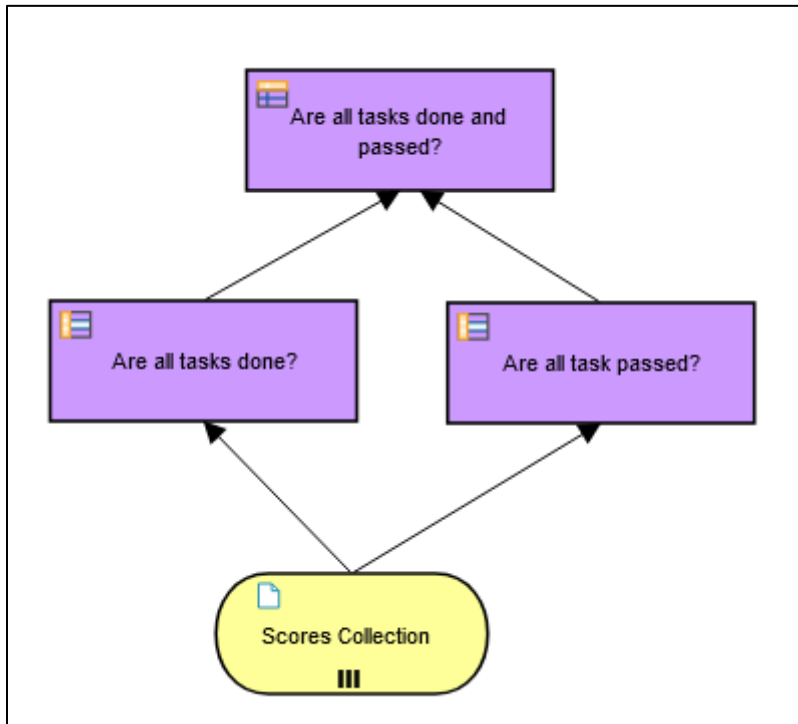 Are all tasks done and
passed?
Are all tasks done?
Are all task passed?
Scores Collection